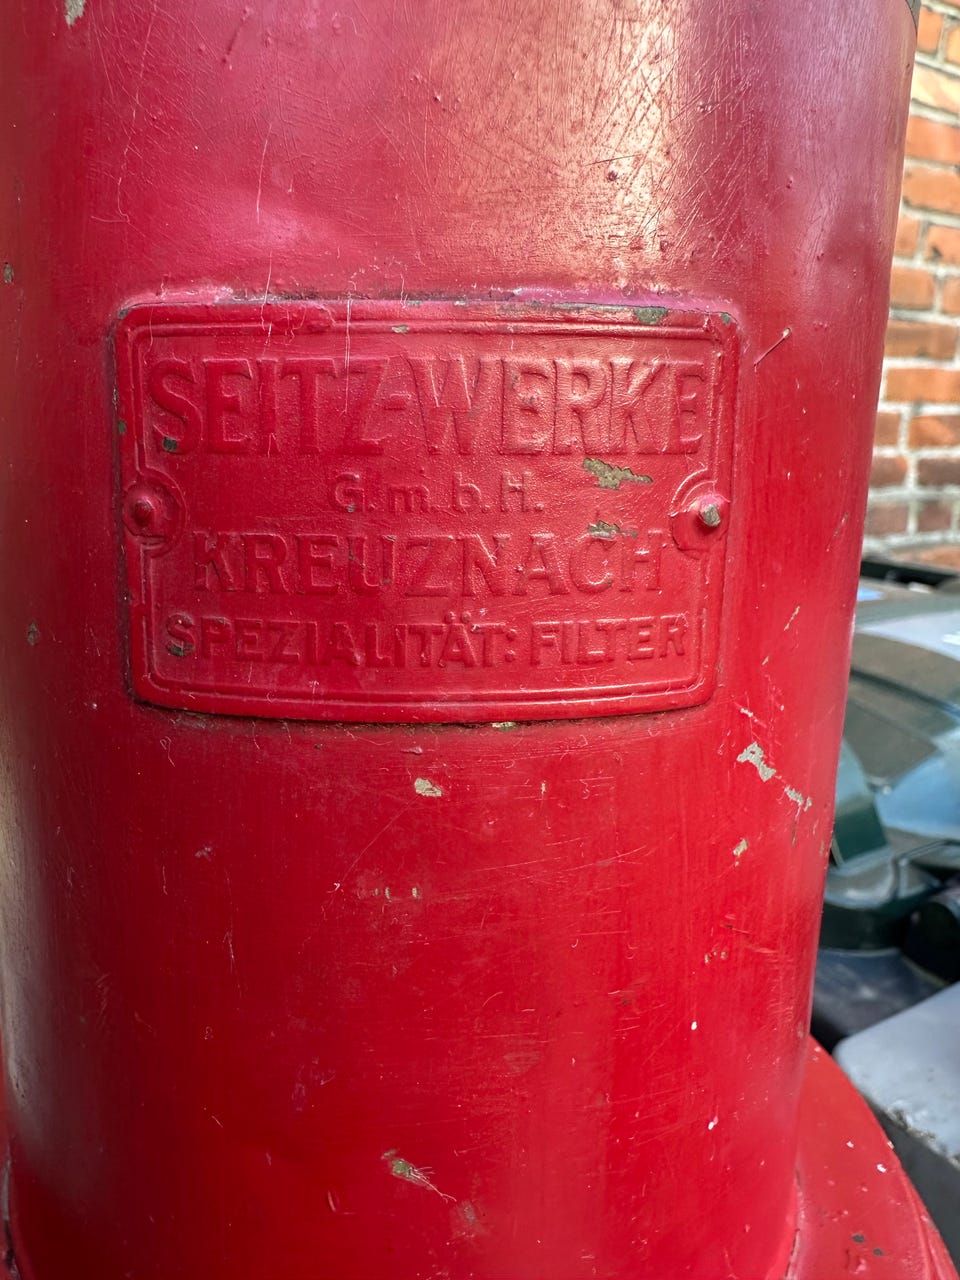 SEITZ-WERKE
G.m.b.H.
KREUZNACH
SPEZIALITÄT: FILTER